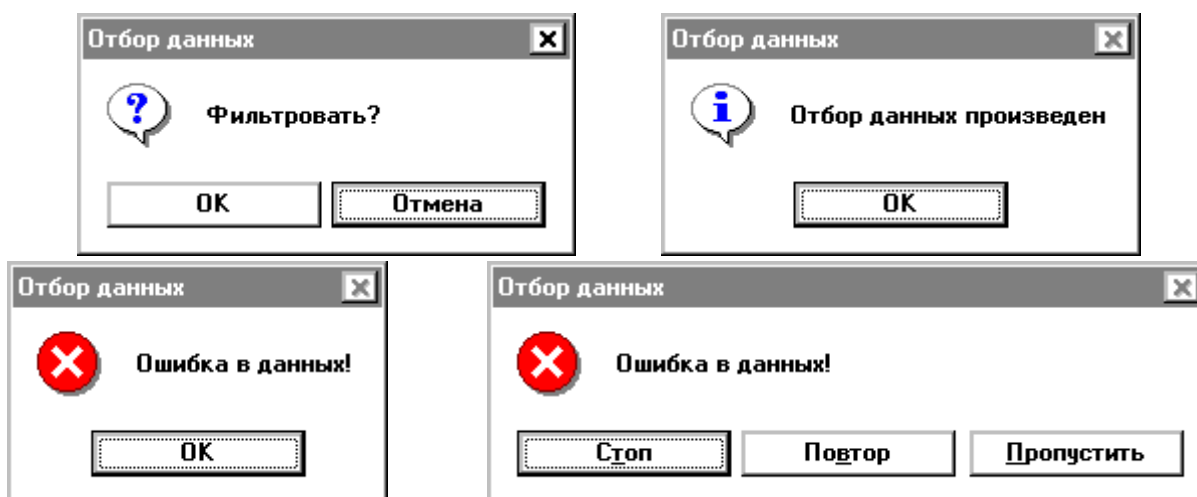 Отбор данных
Фильтровать?
OK Отмена
Отбор данных
Отбор данных произведен
OK
Отбор данных
Ошибка в данных!
OK
Отбор данных
Ошибка в данных!
Стоп Повтор Пропустить